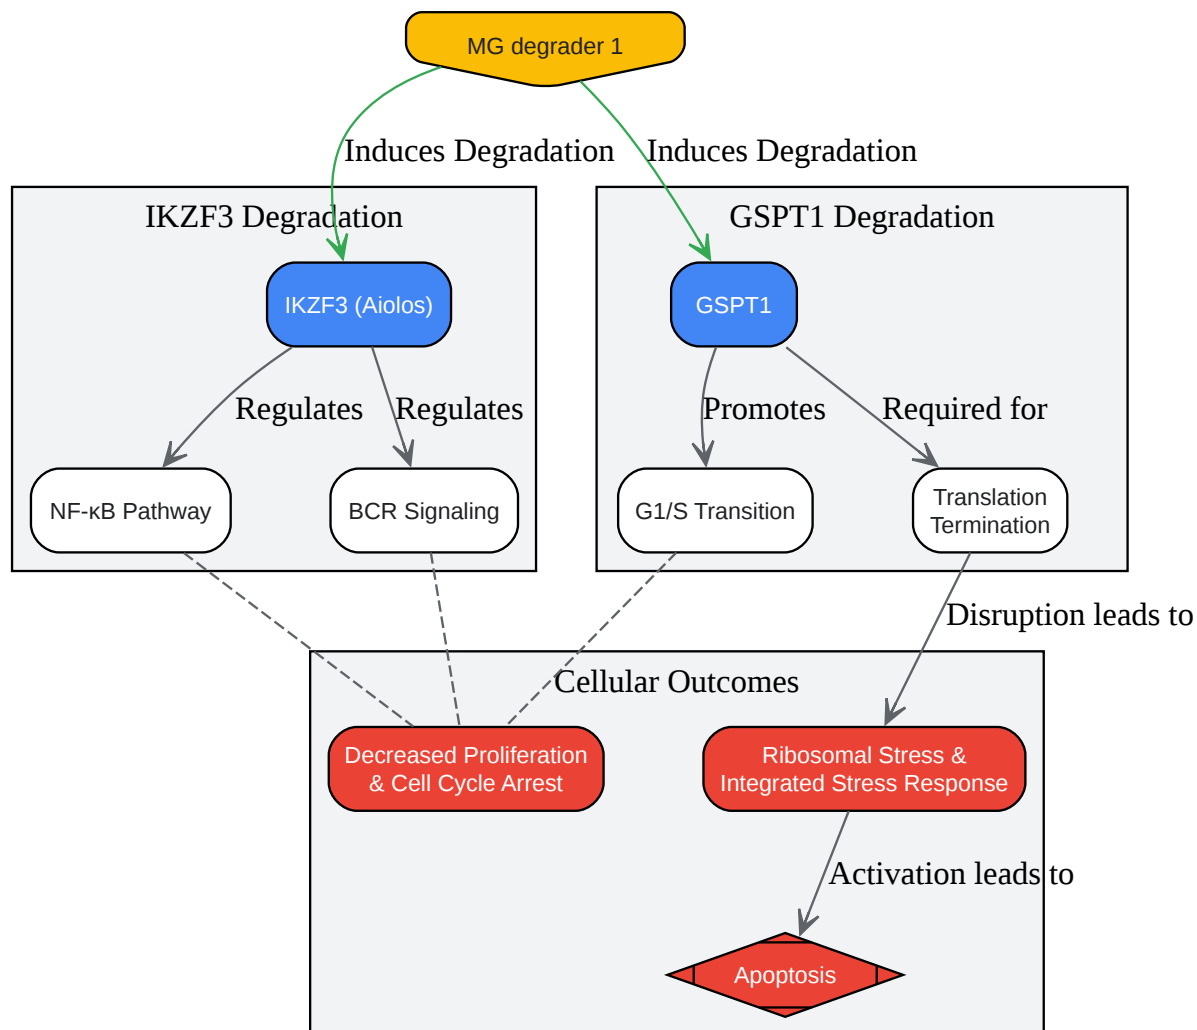 MG degrader 1
Induces Degradation
Induces Degradation
IKZF3 Degradation
GSPT1 Degradation
IKZF3 (Aiolos)
GSPT1
Regulates
Regulates
Promotes
Required for
NF-κB Pathway
BCR Signaling
G1/S Transition
Translation
Termination
Disruption leads to
Cellular Outcomes
Decreased Proliferation
& Cell Cycle Arrest
Ribosomal Stress &
Integrated Stress Response
Activation leads to
Apoptosis